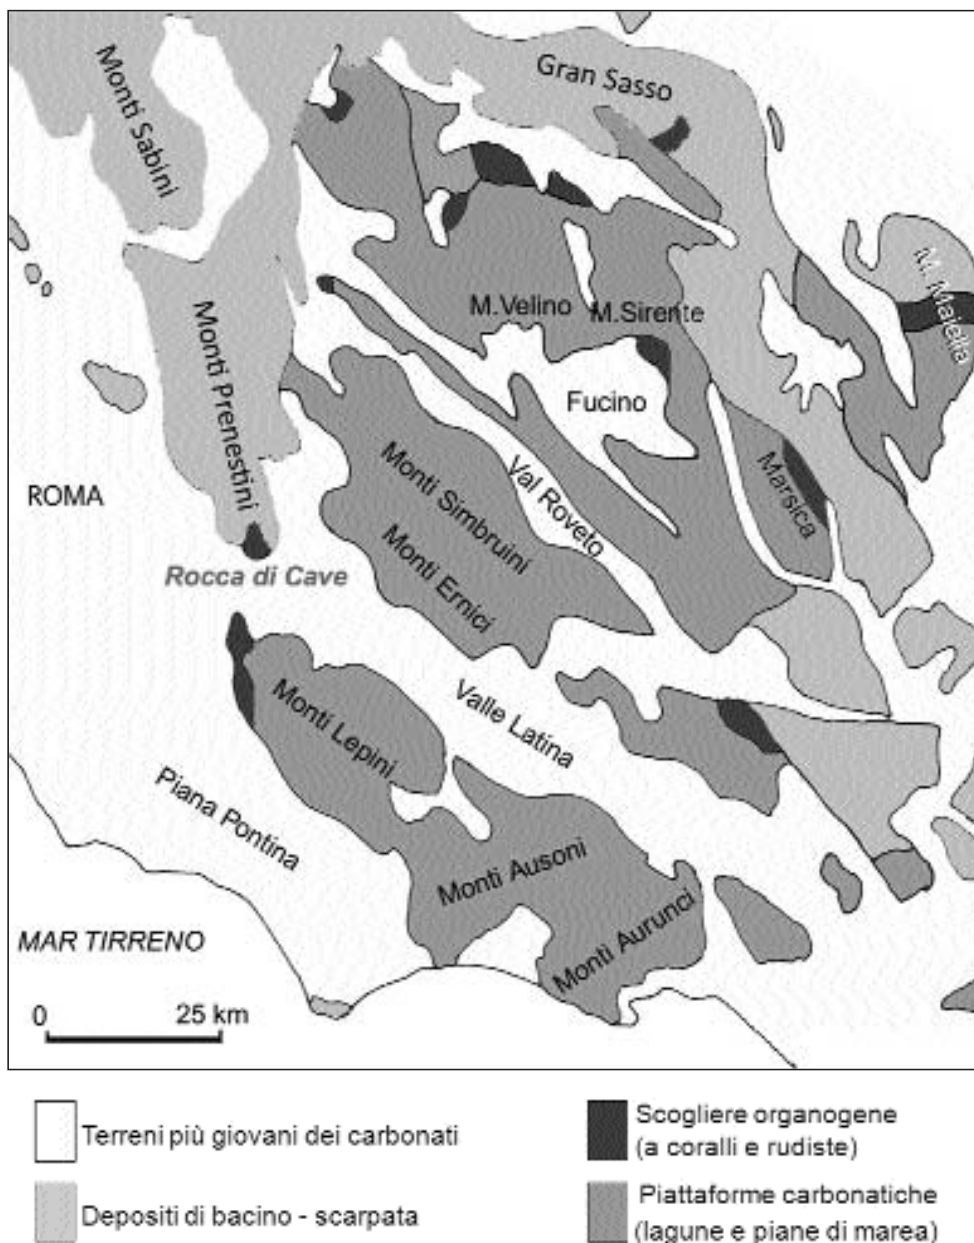 Monti Sabini
Gran Sasso
M. Maiella
Monti Prenestini
M.Velino
M.Sirente
Fucino
ROMA
Monti Simbruini
Val Roveto
Marsica
Rocca di Cave
Monti Ernici
Monti Lepini
Valle Latina
Piana Pontina
Monti Ausoni
Monti Aurunci
MAR TIRRENO
0 25 km
Terreni più giovani dei carbonati
Scogliere organogene
(a coralli e rudiste)
Depositi di bacino - scarpata
Piattaforme carbonatiche
(lagune e piane di marea)